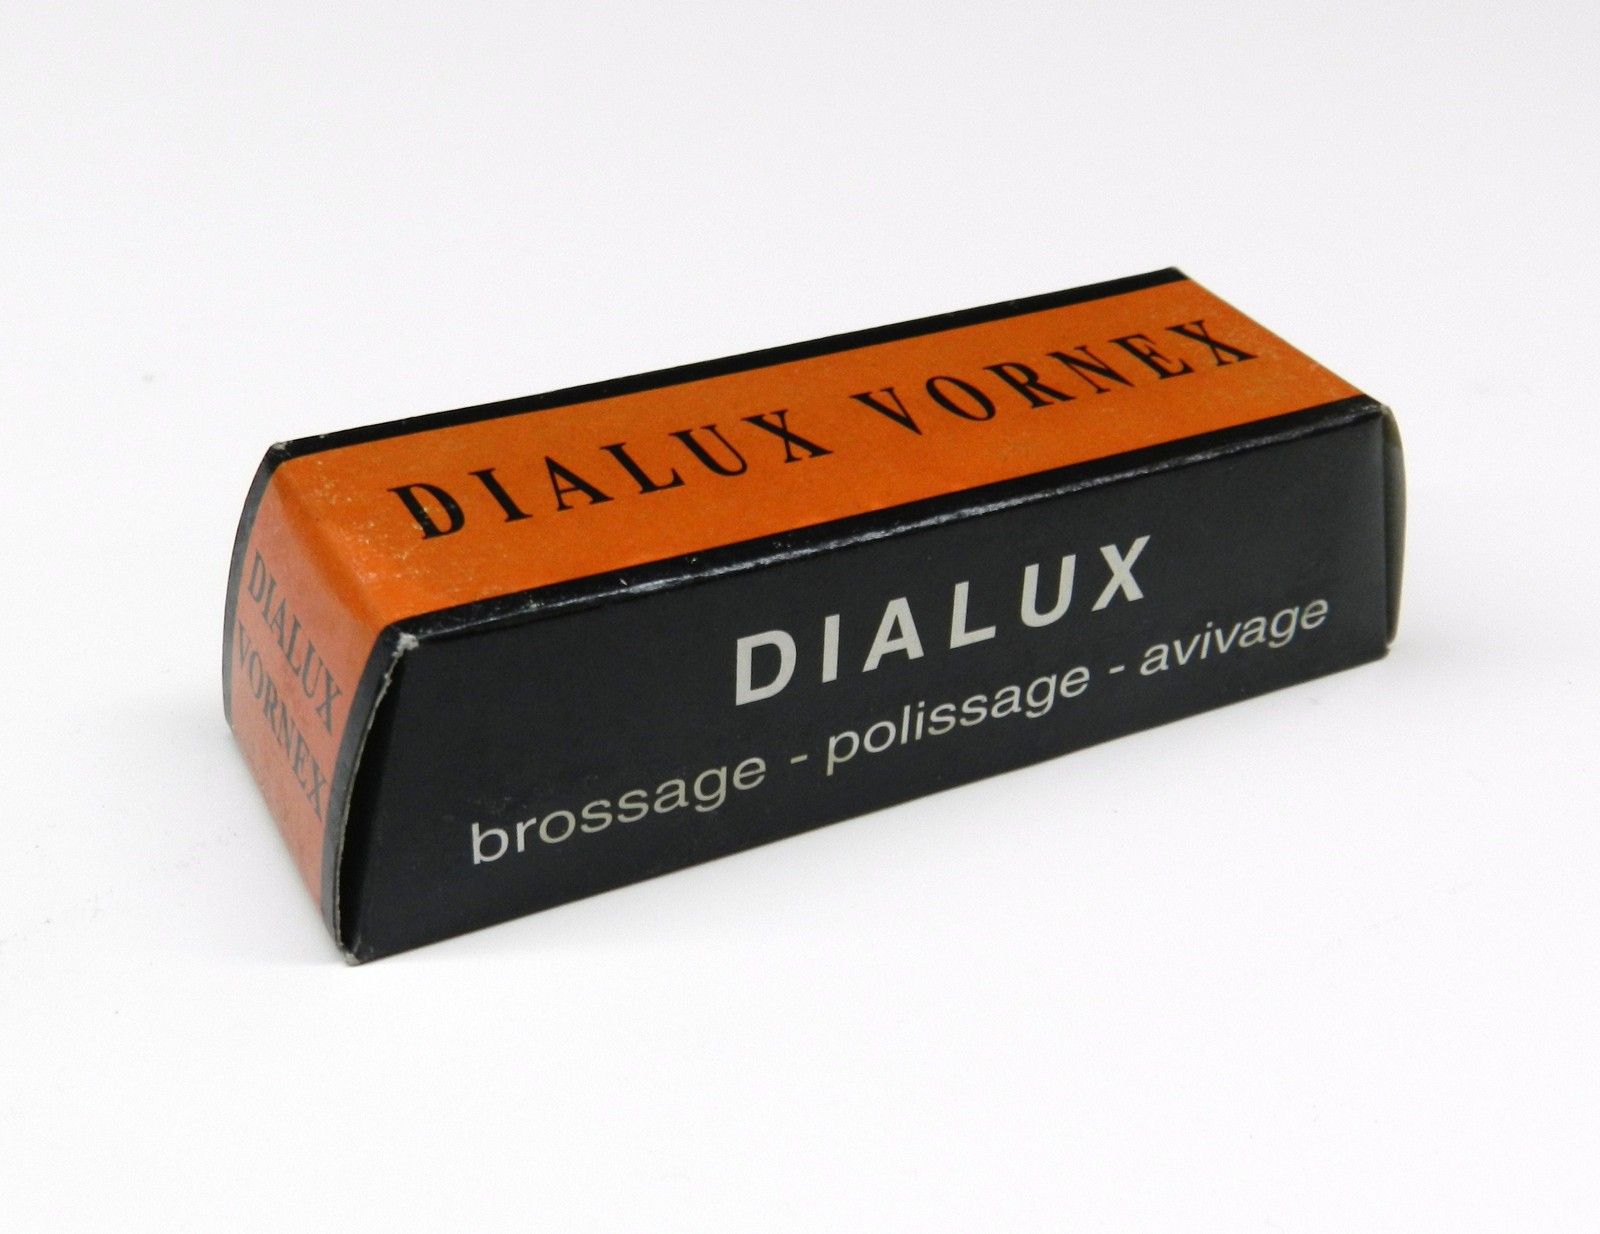 DIALUX VORNEX
DIALUX
VORNEX
DIALUX
brossage - polissage - avivage